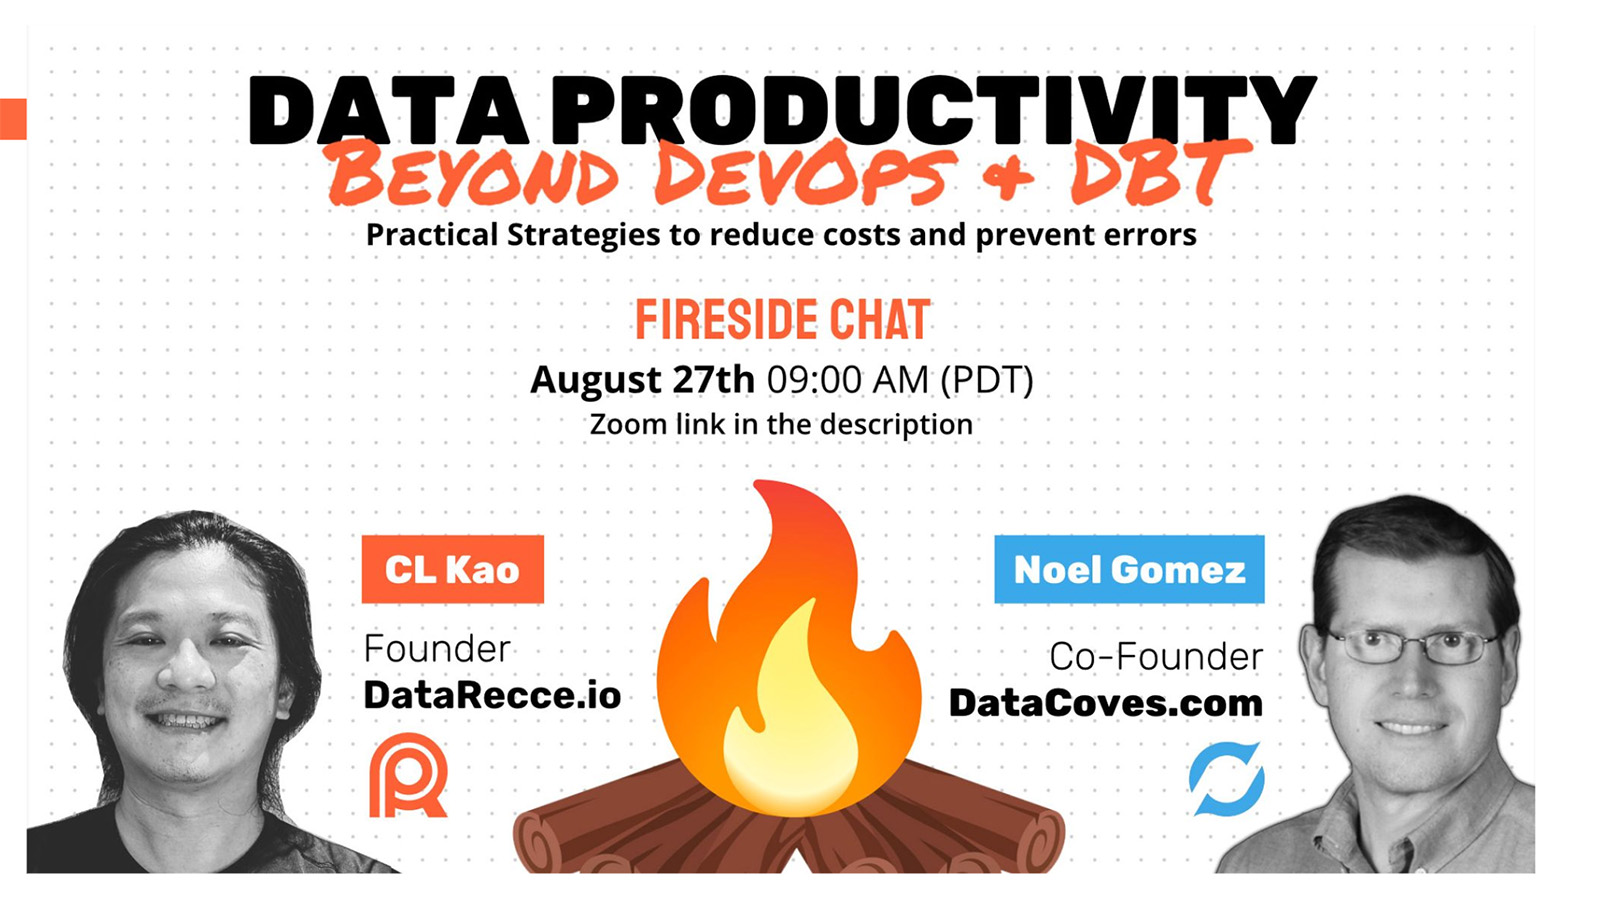 DATA PRODUCTIVITY
BEYOND DEVOPS & DBT
Practical Strategies to reduce costs and prevent errors
FIRESIDE CHAT
August 27th 09:00 AM (PDT)
Zoom link in the description
CL Kao
Founder
DataRecce.io
Noel Gomez
Co-Founder
DataCoves.com